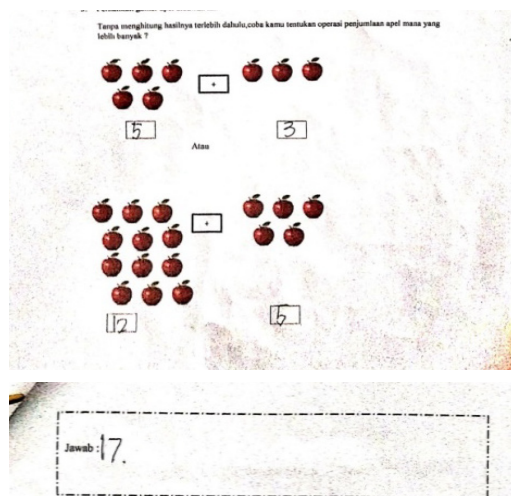 Tanpa menghitung hasilnya terlebih dahulu,coba kamu tentukan operasi penjumlaan apel mana yang
lebih banyak ?
+
5
3
Atau
+
12
5
Jawab : 17.